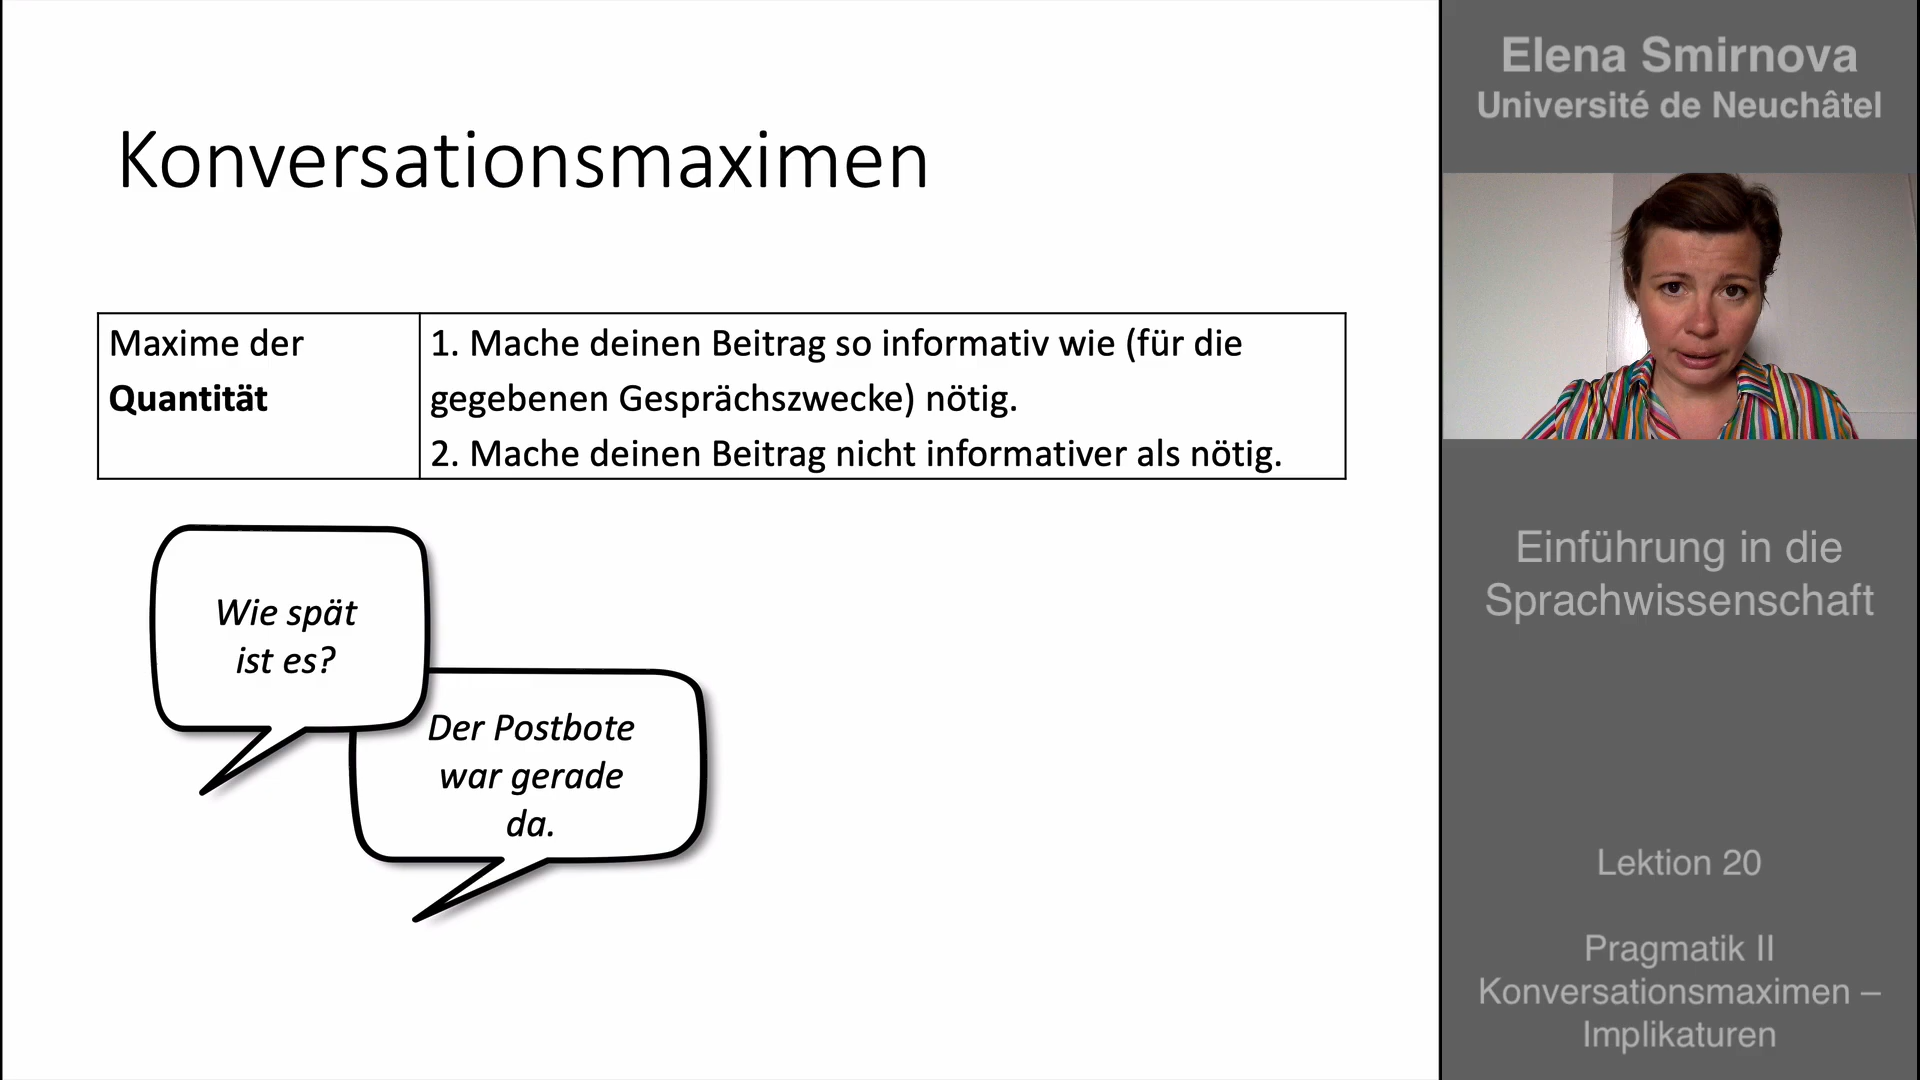 Konversationsmaximen
Maxime der
Quantität
1. Mache deinen Beitrag so informativ wie (für die
gegebenen Gesprächszwecke) nötig.
2. Mache deinen Beitrag nicht informativer als nötig.
Wie spät
ist es?
Der Postbote
war gerade
da.
Elena Smirnova
Université de Neuchâtel
Einführung in die
Sprachwissenschaft
Lektion 20
Pragmatik II
Konversationsmaximen –
Implikaturen